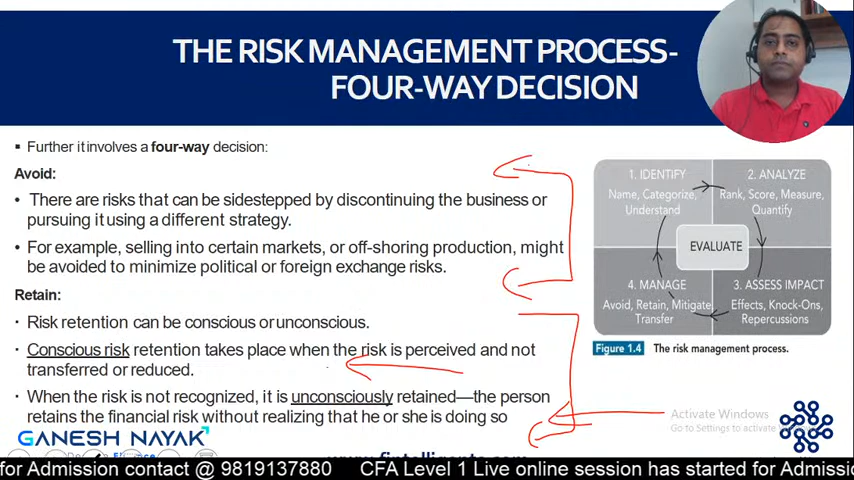 THE RISK MANAGEMENT PROCESS-
FOUR-WAY DECISION
▪ Further it involves a four-way decision:
Avoid:
• There are risks that can be sidestepped by discontinuing the business or
pursuing it using a different strategy.
• For example, selling into certain markets, or off-shoring production, might
be avoided to minimize political or foreign exchange risks.
Retain:
· Risk retention can be conscious or unconscious.
· Conscious risk retention takes place when the risk is perceived and not
transferred or reduced.
· When the risk is not recognized, it is unconsciously retained—the person
retains the financial risk without realizing that he or she is doing so
1. IDENTIFY
Name, Categorize,
Understand
2. ANALYZE
Rank, Score, Measure,
Quantify
EVALUATE
4. MANAGE
Avoid, Retain, Mitigate,
Transfer
3. ASSESS IMPACT
Effects, Knock-Ons,
Repercussions
Figure 1.4 The risk management process.
Activate Windows
Go to Settings to activate
GANESH NAYAK
for Admission contact @ 9819137880 CFA Level 1 Live online session has started for Admissio